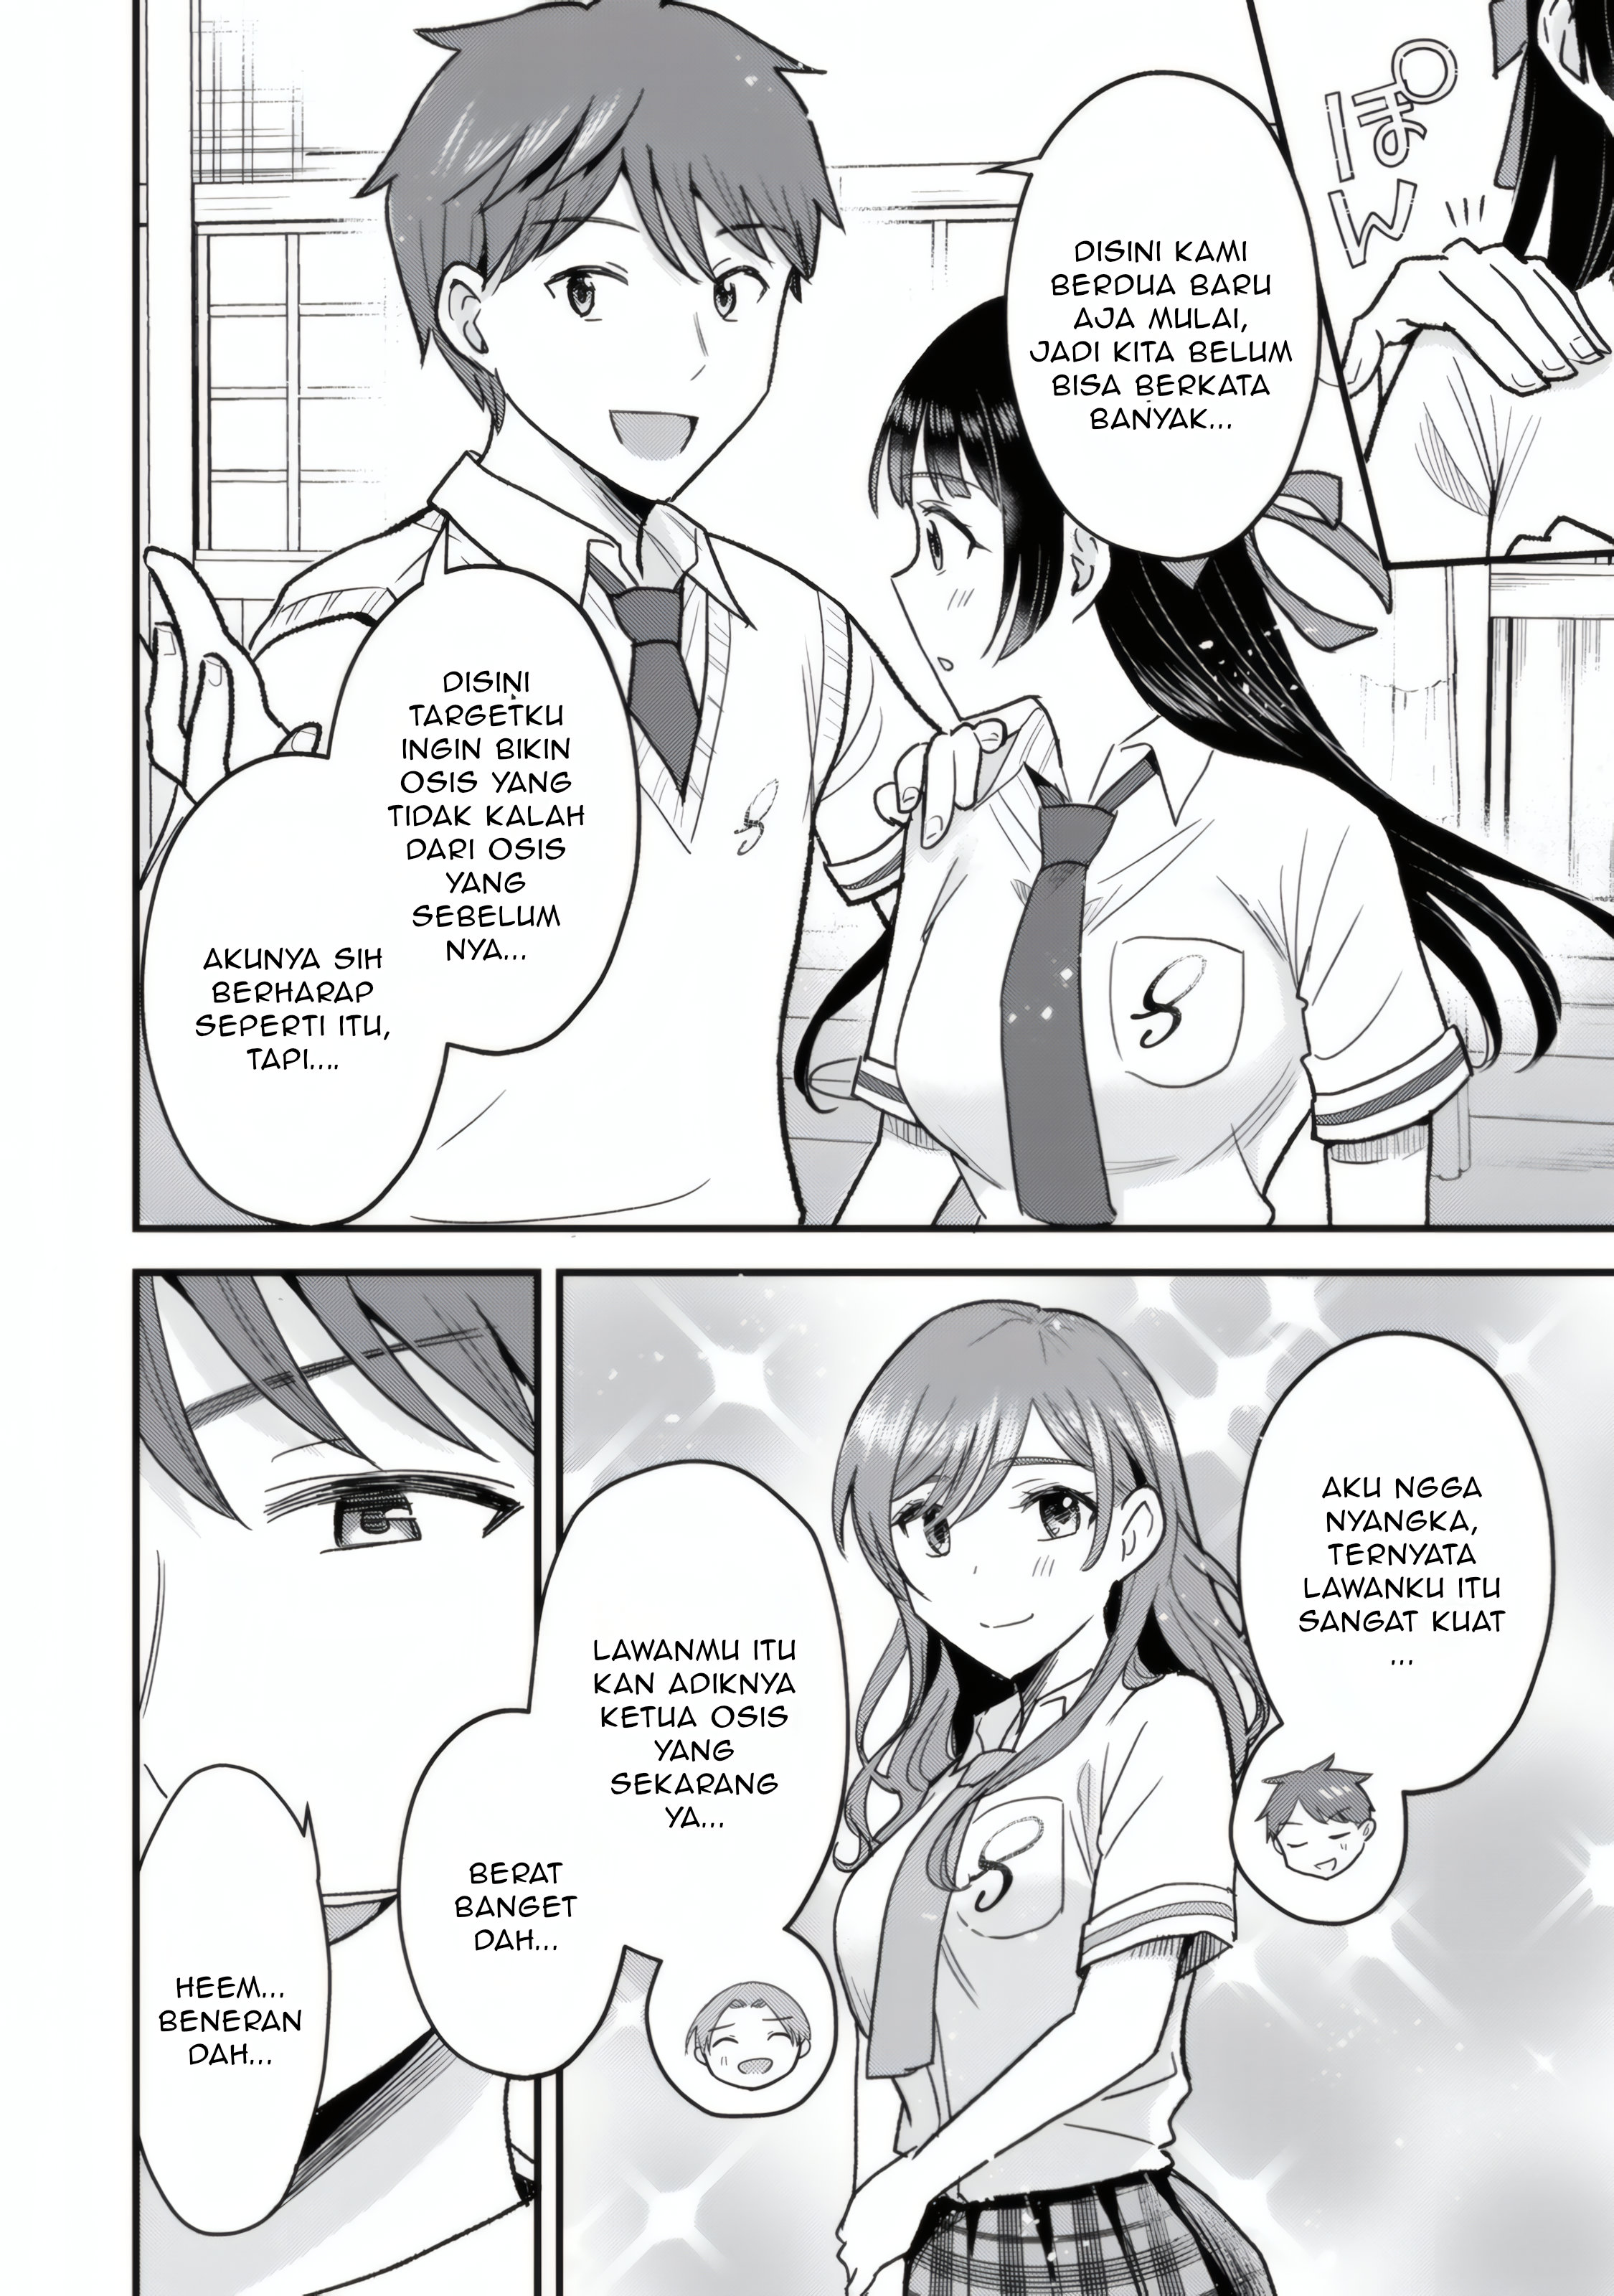 ぽん
DISINI KAMI
BERDUA BARU
AJA MULAI,
JADI KITA BELUM
BISA BERKATA
BANYAK...
DISINI
TARGETKU
INGIN BIKIN
OSIS YANG
TIDAK KALAH
DARI OSIS
YANG
SEBELUM
NYA...
AKUNYA SIH
BERHARAP
SEPERTI ITU,
TAPI....
AKU NGGA
NYANGKA,
TERNYATA
LAWANKU ITU
SANGAT KUAT
...
LAWANMU ITU
KAN ADIKNYA
KETUA OSIS
YANG
SEKARANG
YA...
BERAT
BANGET
DAH...
HEEM...
BENERAN
DAH...